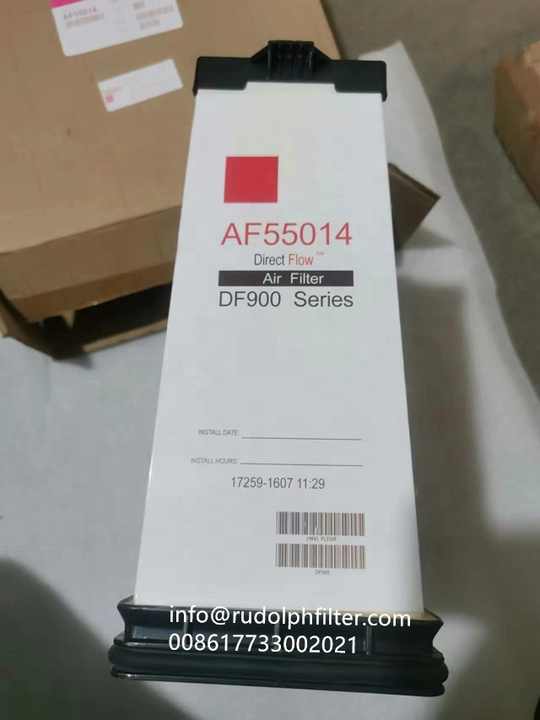 AF55014
AF55014
Direct Flow™
Air Filter
DF900 Series
INSTALL DATE:
INSTALL HOURS:
17259-1607 11:29
info@rudolphfilter.com
008617733002021